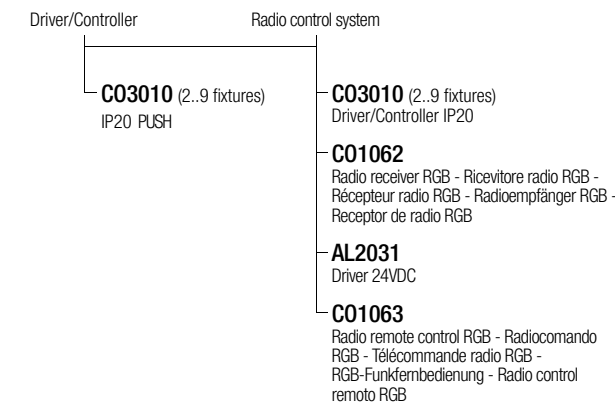 Driver/Controller
Radio control system
CO3010 (2..9 fixtures)
IP20 PUSH
CO3010 (2..9 fixtures)
Driver/Controller IP20
CO1062
Radio receiver RGB - Ricevitore radio RGB -
Récepteur radio RGB - Radioempfänger RGB -
Receptor de radio RGB
AL2031
Driver 24VDC
CO1063
Radio remote control RGB - Radiocomando
RGB - Télécommande radio RGB -
RGB-Funkfernbedienung - Radio control
remoto RGB